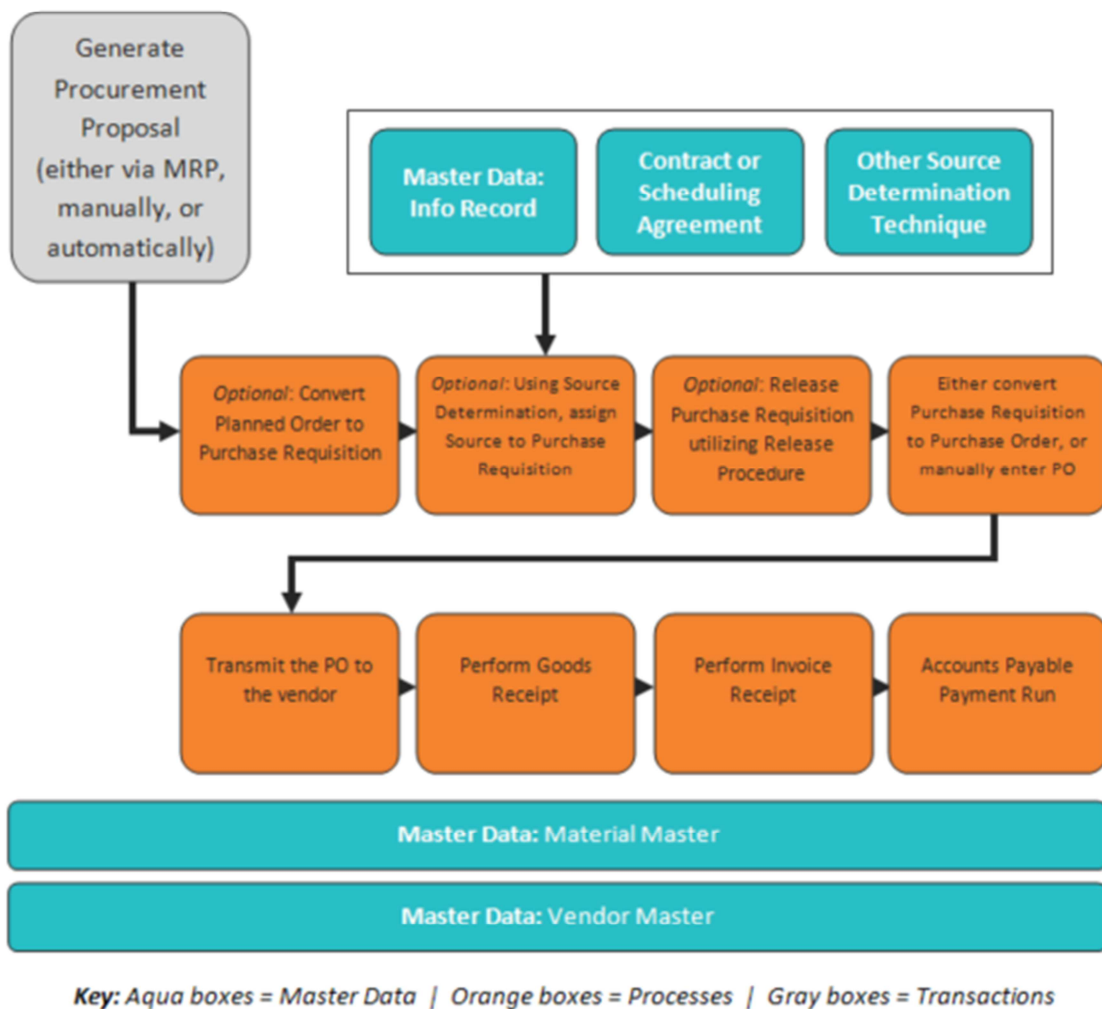 Generate
Procurement
Proposal
(either via MRP,
manually, or
automatically)
Master Data:
Info Record
Contract or
Scheduling
Agreement
Other Source
Determination
Technique
Optional: Convert
Planned Order to
Purchase Requisition
Optional: Using Source
Determination, assign
Source to Purchase
Requisition
Optional: Release
Purchase Requisition
utilizing Release
Procedure
Either convert
Purchase Requisition
to Purchase Order, or
manually enter PO
Transmit the PO to
the vendor
Perform Goods
Receipt
Perform Invoice
Receipt
Accounts Payable
Payment Run
Master Data: Material Master
Master Data: Vendor Master
Key: Aqua boxes = Master Data | Orange boxes = Processes | Gray boxes = Transactions